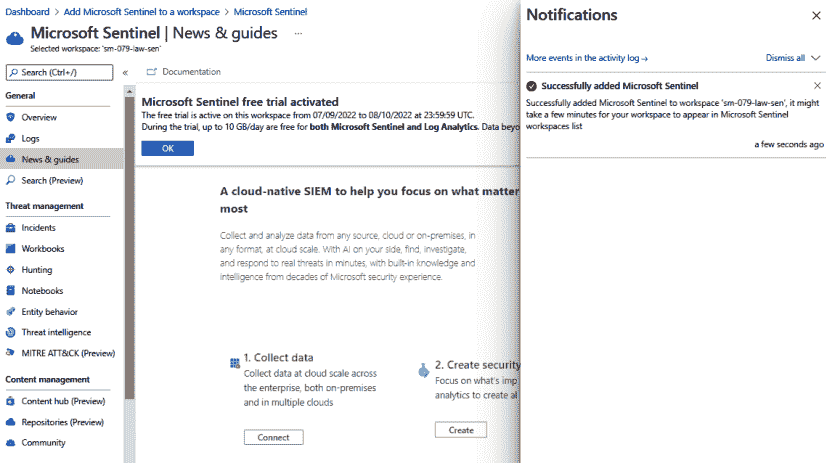 Dashboard > Add Microsoft Sentinel to a workspace > Microsoft Sentinel
Microsoft Sentinel | News & guides ...
Selected workspace: 'sm-079-law-sen'
Search (Ctrl+/)
«
Documentation
General
Overview
Logs
News & guides
Search (Preview)
Threat management
Incidents
Workbooks
Hunting
Notebooks
Entity behavior
Threat intelligence
MITRE ATT&CK (Preview)
Content management
Content hub (Preview)
Repositories (Preview)
Community
Microsoft Sentinel free trial activated
The free trial is active on this workspace from 07/09/2022 to 08/10/2022 at 23:59:59 UTC.
During the trial, up to 10 GB/day are free for both Microsoft Sentinel and Log Analytics. Data beyo
OK
A cloud-native SIEM to help you focus on what matter
most
Collect and analyze data from any source, cloud or on-premises, in
any format, at cloud scale. With AI on your side, find, investigate,
and respond to real threats in minutes, with built-in knowledge and
intelligence from decades of Microsoft security experience.
1. Collect data
Collect data at cloud scale across
the enterprise, both on-premises
and in multiple clouds
Connect
2. Create security
Focus on what's imp
analytics to create al
Create
Notifications
More events in the activity log →
Dismiss all
Successfully added Microsoft Sentinel
Successfully added Microsoft Sentinel to workspace 'sm-079-law-sen', it might
take a few minutes for your workspace to appear in Microsoft Sentinel
workspaces list
a few seconds ago